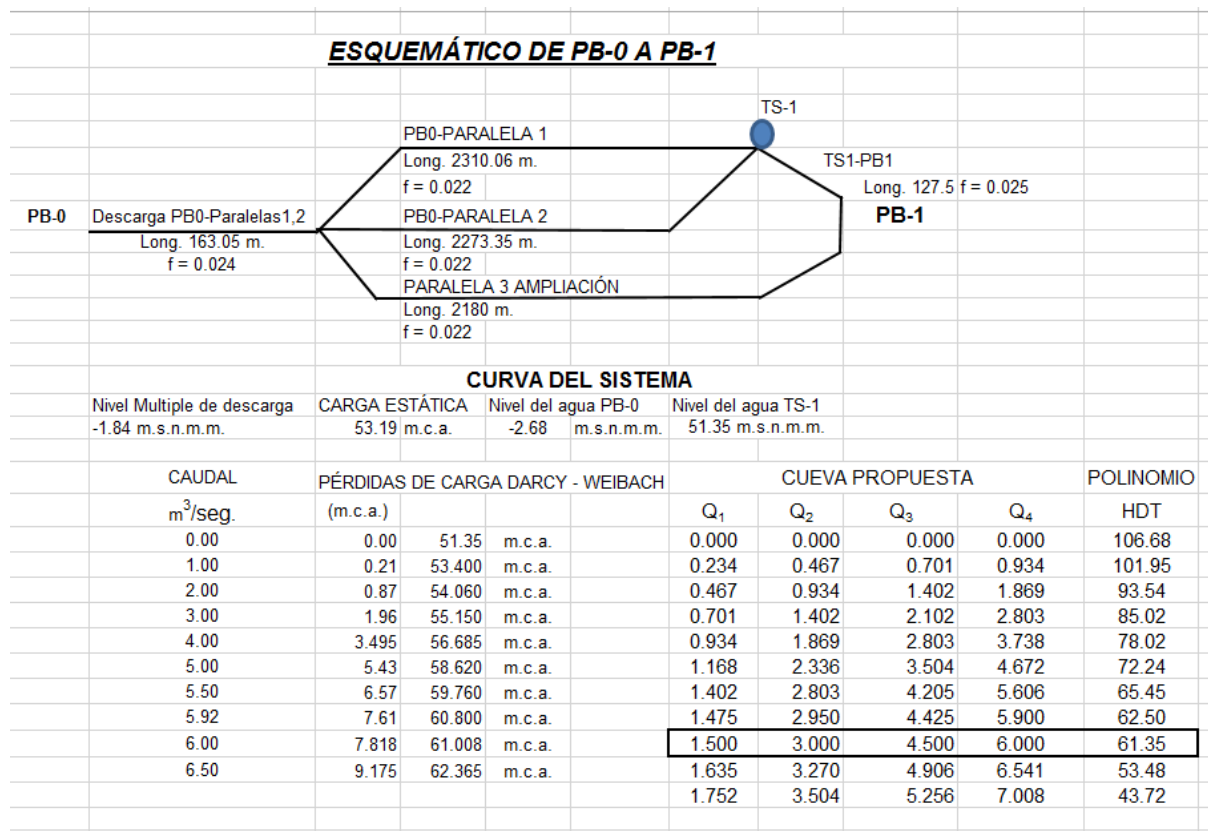 ESQUEMÁTICO DE PB-0 A PB-1
TS-1
PB0-PARALELA 1
Long. 2310.06 m.
TS1-PB1
f = 0.022
Long. 127.5 f = 0.025
PB-0 Descarga PB0-Paralelas1,2 PB0-PARALELA 2 PB-1
Long. 163.05 m. Long. 2273.35 m.
f = 0.024 f = 0.022
PARALELA 3 AMPLIACIÓN
Long. 2180 m.
f = 0.022
CURVA DEL SISTEMA
Nivel Multiple de descarga CARGA ESTÁTICA Nivel del agua PB-0 Nivel del agua TS-1
-1.84 m.s.n.m.m. 53.19 m.c.a. -2.68 m.s.n.m.m. 51.35 m.s.n.m.m.
CAUDAL PÉRDIDAS DE CARGA DARCY - WEIBACH CUEVA PROPUESTA POLINOMIO
m³/seg. (m.c.a.) Q₁ Q₂ Q₃ Q₄ HDT
0.00 0.00 51.35 m.c.a. 0.000 0.000 0.000 0.000 106.68
1.00 0.21 53.400 m.c.a. 0.234 0.467 0.701 0.934 101.95
2.00 0.87 54.060 m.c.a. 0.467 0.934 1.402 1.869 93.54
3.00 1.96 55.150 m.c.a. 0.701 1.402 2.102 2.803 85.02
4.00 3.495 56.685 m.c.a. 0.934 1.869 2.803 3.738 78.02
5.00 5.43 58.620 m.c.a. 1.168 2.336 3.504 4.672 72.24
5.50 6.57 59.760 m.c.a. 1.402 2.803 4.205 5.606 65.45
5.92 7.61 60.800 m.c.a. 1.475 2.950 4.425 5.900 62.50
6.00 7.818 61.008 m.c.a. 1.500 3.000 4.500 6.000 61.35
6.50 9.175 62.365 m.c.a. 1.635 3.270 4.906 6.541 53.48
1.752 3.504 5.256 7.008 43.72